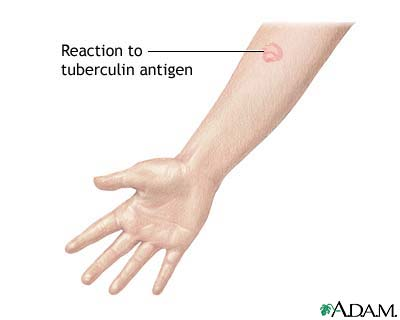 Reaction to
tuberculin antigen
A.D.A.M.